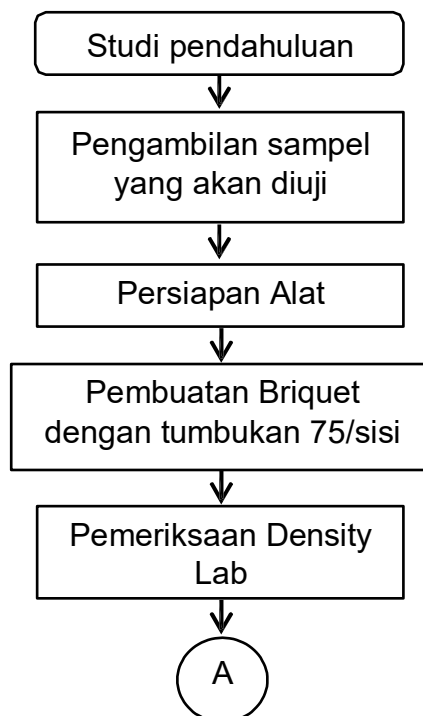 Studi pendahuluan
Pengambilan sampel
yang akan diuji
Persiapan Alat
Pembuatan Briquet
dengan tumbukan 75/sisi
Pemeriksaan Density
Lab
A